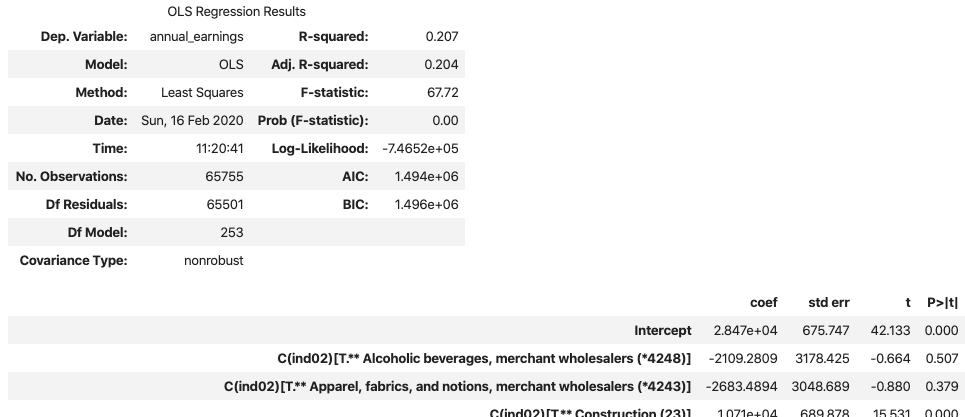 OLS Regression Results
Dep. Variable: annual_earnings R-squared: 0.207
Model: OLS Adj. R-squared: 0.204
Method: Least Squares F-statistic: 67.72
Date: Sun, 16 Feb 2020 Prob (F-statistic): 0.00
Time: 11:20:41 Log-Likelihood: -7.4652e+05
No. Observations: 65755 AIC: 1.494e+06
Df Residuals: 65501 BIC: 1.496e+06
Df Model: 253
Covariance Type: nonrobust
coef std err t P>|t|
Intercept 2.847e+04 675.747 42.133 0.000
C(ind02)[T.** Alcoholic beverages, merchant wholesalers (*4248)] -2109.2809 3178.425 -0.664 0.507
C(ind02)[T.** Apparel, fabrics, and notions, merchant wholesalers (*4243)] -2683.4894 3048.689 -0.880 0.379
C(ind02)[T.** Construction (23)] 1.071e+04 689.878 15.531 0.000